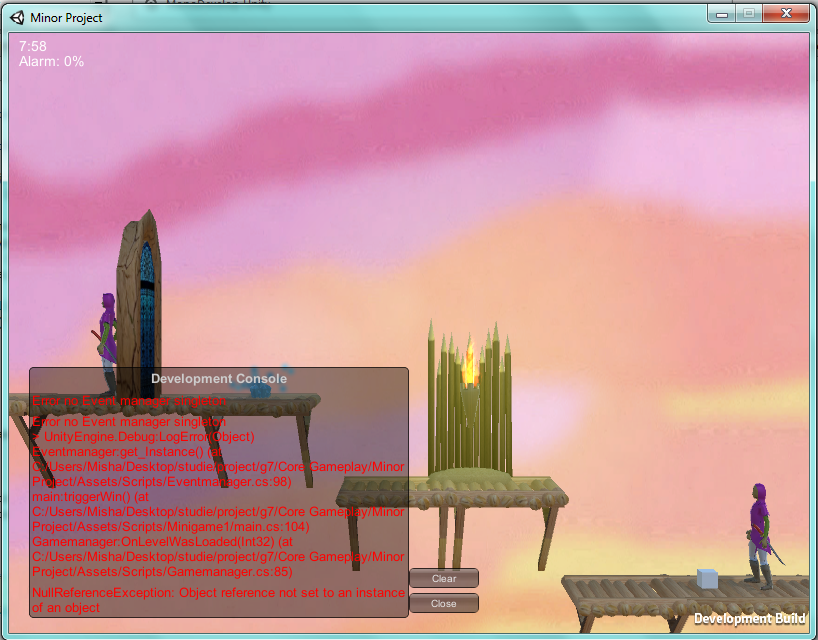 Minor Project
7:58
Alarm: 0%
Development Console
Error no Event manager singleton
Error no Event manager singleton
> UnityEngine.Debug:LogError(Object)
Eventmanager:get_Instance() (at
C:/Users/Misha/Desktop/studie/project/g7/Core Gameplay/Minor
Project/Assets/Scripts/Eventmanager.cs:98)
main:triggerWin() (at
C:/Users/Misha/Desktop/studie/project/g7/Core Gameplay/Minor
Project/Assets/Scripts/Minigame1/main.cs:104)
Gamemanager:OnLevelWasLoaded(Int32) (at
C:/Users/Misha/Desktop/studie/project/g7/Core Gameplay/Minor
Project/Assets/Scripts/Gamemanager.cs:85)
NullReferenceException: Object reference not set to an instance
of an object
Clear
Close
Development Build